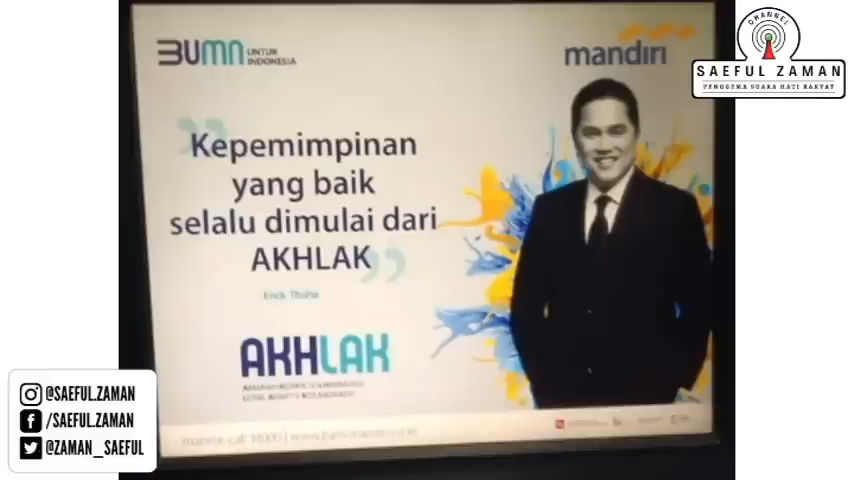 BUMN UNTUK
INDONESIA
mandiri
CHANNEL
SAEFUL ZAMAN
PENGGEMA SUARA HATI RAKYAT
"Kepemimpinan
yang baik
selalu dimulai dari
AKHLAK"
Erick Thohir
AKHLAK
@SAEFUL.ZAMAN
/SAEFUL.ZAMAN
@ZAMAN_SAEFUL